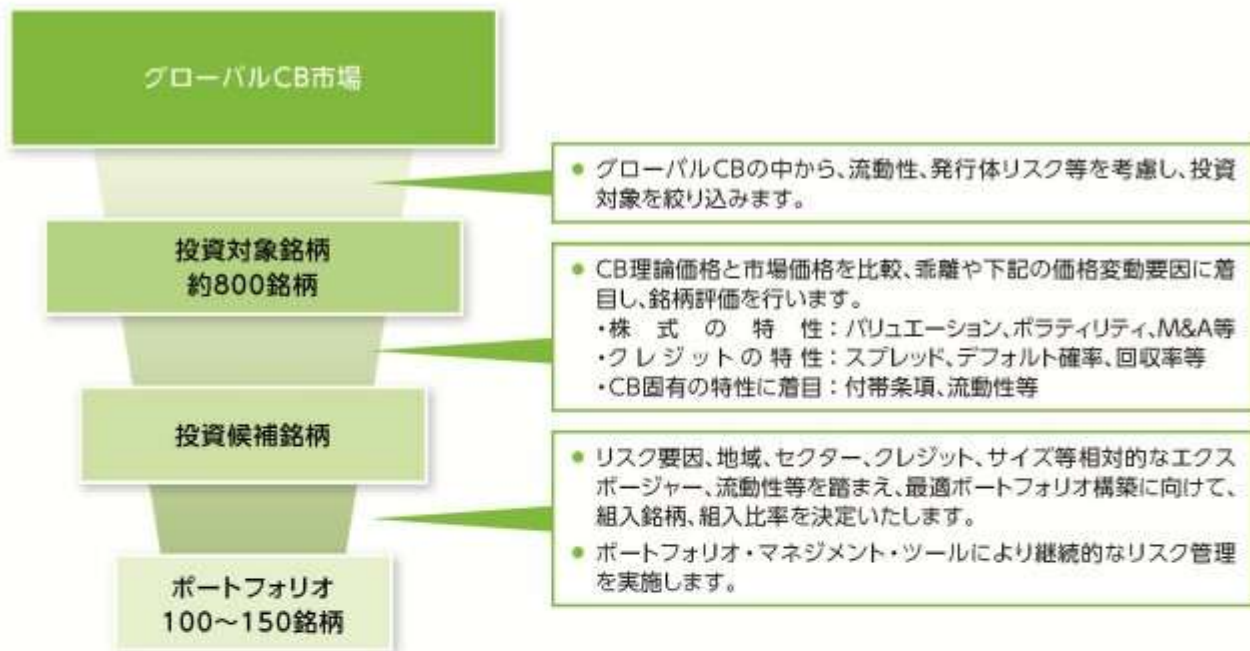 グローバルCB市場
● グローバルCBの中から、流動性、発行体リスク等を考慮し、投資
対象を絞り込みます。
投資対象銘柄
約800銘柄
● CB理論価格と市場価格を比較、乖離や下記の価格変動要因に着
目し、銘柄評価を行います。
・株式の特性：バリュエーション、ボラティリティ、M&A等
・クレジットの特性：スプレッド、デフォルト確率、回収率等
・CB固有の特性に着目：付帯条項、流動性等
投資候補銘柄
● リスク要因、地域、セクター、クレジット、サイズ等相対的なエクス
ポージャー、流動性等を踏まえ、最適ポートフォリオ構築に向けて、
組入銘柄、組入比率を決定いたします。
● ポートフォリオ・マネジメント・ツールにより継続的なリスク管理
を実施します。
ポートフォリオ
100～150銘柄